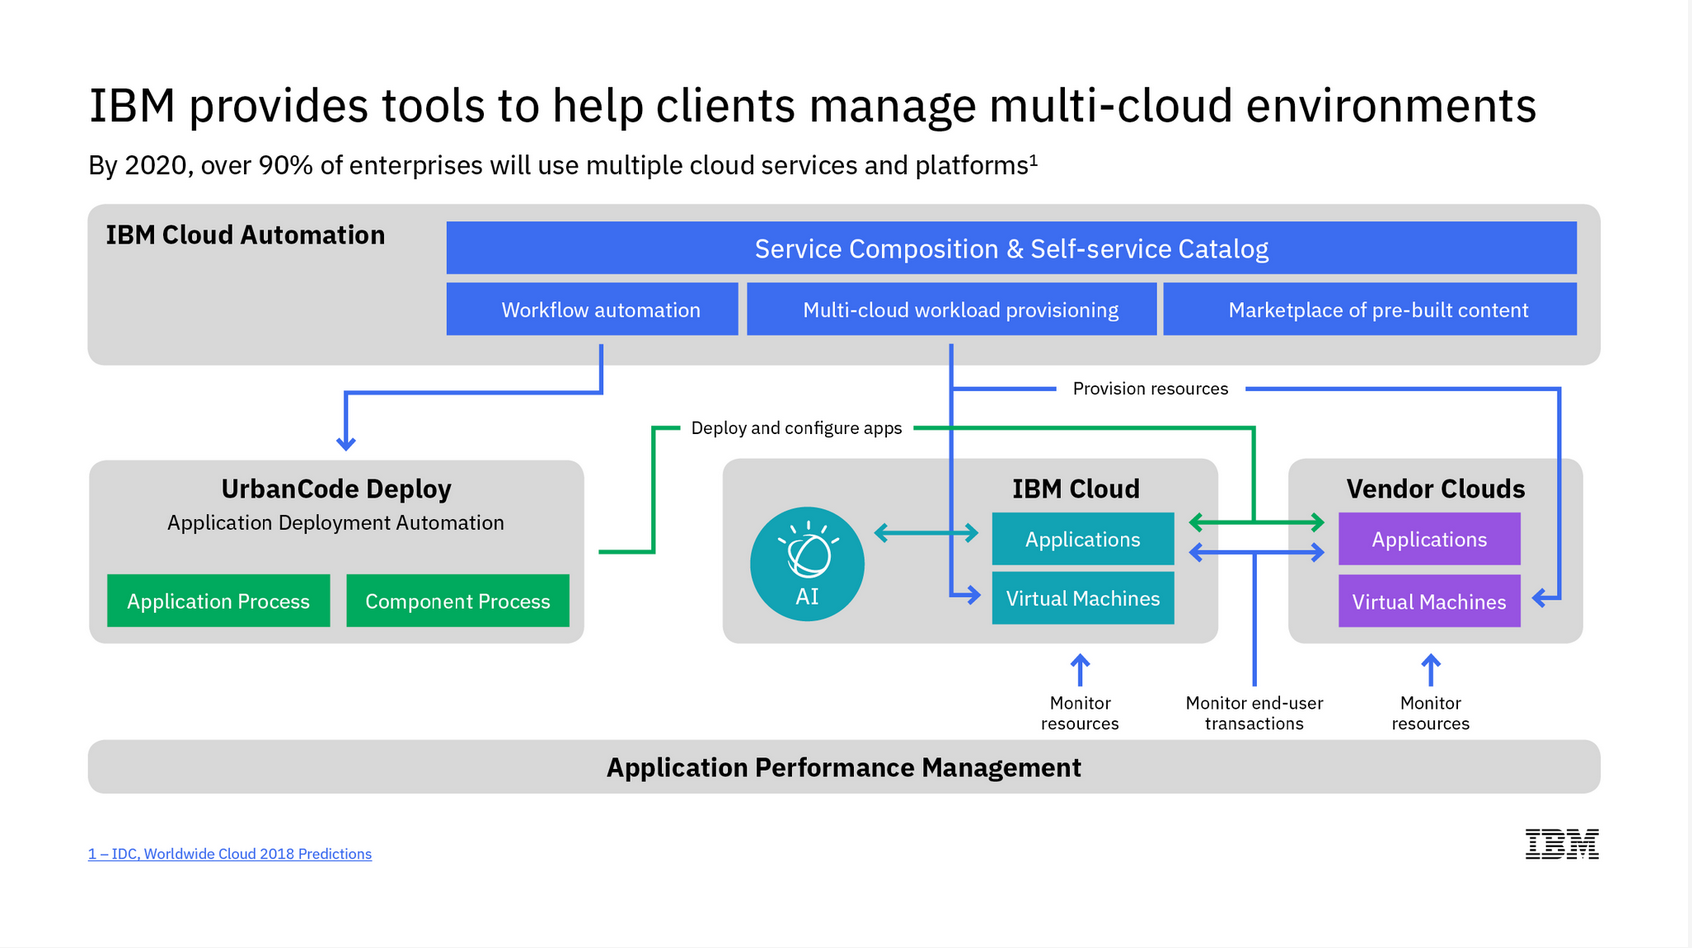 IBM provides tools to help clients manage multi-cloud environments
By 2020, over 90% of enterprises will use multiple cloud services and platforms¹
IBM Cloud Automation
Service Composition & Self-service Catalog
Workflow automation
Multi-cloud workload provisioning
Marketplace of pre-built content
Provision resources
Deploy and configure apps
UrbanCode Deploy
Application Deployment Automation
Application Process
Component Process
AI
IBM Cloud
Applications
Virtual Machines
Vendor Clouds
Applications
Virtual Machines
Monitor
resources
Monitor end-user
transactions
Monitor
resources
Application Performance Management
1 – IDC, Worldwide Cloud 2018 Predictions
IBM